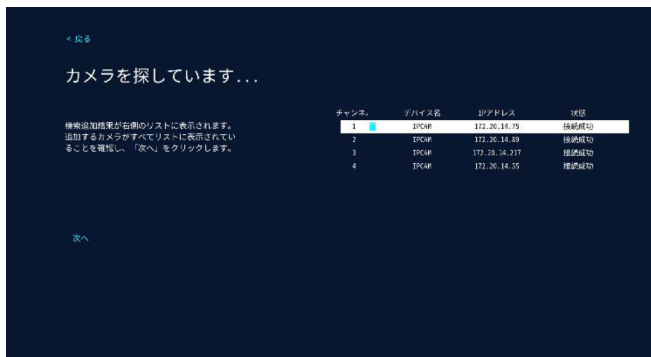 < 戻る
カメラを探しています...
検索追加結果が右側のリストに表示されます。
追加するカメラがすべてリストに表示されてい
ることを確認し、「次へ」をクリックします。
チャンネル デバイス名 IPアドレス 状態
1 IPCAM 172.20.14.75 接続成功
2 IPCAM 172.20.14.89 接続成功
3 IPCAM 172.20.14.217 接続成功
4 IPCAM 172.20.14.55 接続成功
次へ